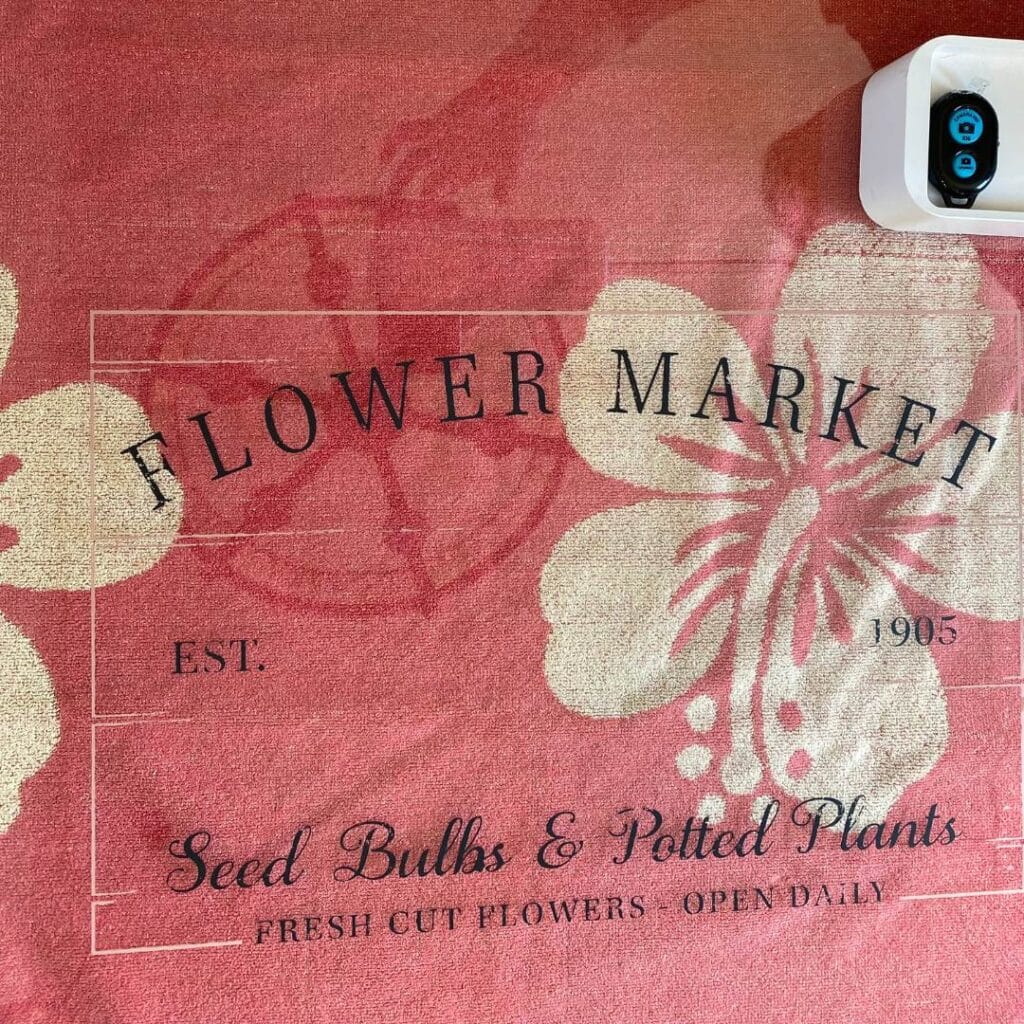 FLOWER MARKET
EST. 1905
Seed Bulbs & Potted Plants
FRESH CUT FLOWERS - OPEN DAILY